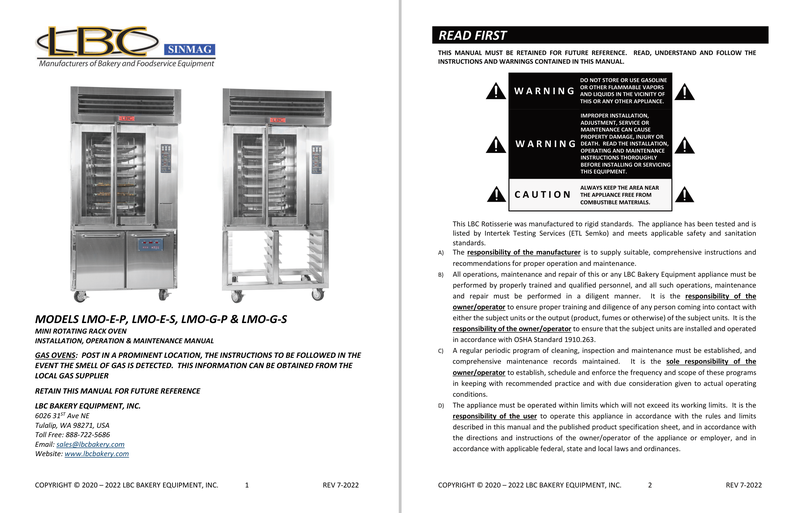 LBC
SINMAG
Manufacturers of Bakery and Foodservice Equipment
MODELS LMO-E-P, LMO-E-S, LMO-G-P & LMO-G-S
MINI ROTATING RACK OVEN
INSTALLATION, OPERATION & MAINTENANCE MANUAL
GAS OVENS: POST IN A PROMINENT LOCATION, THE INSTRUCTIONS TO BE FOLLOWED IN THE
EVENT THE SMELL OF GAS IS DETECTED. THIS INFORMATION CAN BE OBTAINED FROM THE
LOCAL GAS SUPPLIER
RETAIN THIS MANUAL FOR FUTURE REFERENCE
LBC BAKERY EQUIPMENT, INC.
6026 31ST Ave NE
Tulalip, WA 98271, USA
Toll Free: 888-722-5686
Email: sales@lbcbakery.com
Website: www.lbcbakery.com
COPYRIGHT © 2020 – 2022 LBC BAKERY EQUIPMENT, INC. 1 REV 7-2022
READ FIRST
THIS MANUAL MUST BE RETAINED FOR FUTURE REFERENCE. READ, UNDERSTAND AND FOLLOW THE
INSTRUCTIONS AND WARNINGS CONTAINED IN THIS MANUAL.
WARNING
DO NOT STORE OR USE GASOLINE
OR OTHER FLAMMABLE VAPORS
AND LIQUIDS IN THE VICINITY OF
THIS OR ANY OTHER APPLIANCE.
WARNING
IMPROPER INSTALLATION,
ADJUSTMENT, SERVICE OR
MAINTENANCE CAN CAUSE
PROPERTY DAMAGE, INJURY OR
DEATH. READ THE INSTALLATION,
OPERATING AND MAINTENANCE
INSTRUCTIONS THOROUGHLY
BEFORE INSTALLING OR SERVICING
THIS EQUIPMENT.
CAUTION
ALWAYS KEEP THE AREA NEAR
THE APPLIANCE FREE FROM
COMBUSTIBLE MATERIALS.
This LBC Rotisserie was manufactured to rigid standards. The appliance has been tested and is
listed by Intertek Testing Services (ETL Semko) and meets applicable safety and sanitation
standards.
A) The responsibility of the manufacturer is to supply suitable, comprehensive instructions and
recommendations for proper operation and maintenance.
B) All operations, maintenance and repair of this or any LBC Bakery Equipment appliance must be
performed by properly trained and qualified personnel, and all such operations, maintenance
and repair must be performed in a diligent manner. It is the responsibility of the
owner/operator to ensure proper training and diligence of any person coming into contact with
either the subject units or the output (product, fumes or otherwise) of the subject units. It is the
responsibility of the owner/operator to ensure that the subject units are installed and operated
in accordance with OSHA Standard 1910.263.
C) A regular periodic program of cleaning, inspection and maintenance must be established, and
comprehensive maintenance records maintained. It is the sole responsibility of the
owner/operator to establish, schedule and enforce the frequency and scope of these programs
in keeping with recommended practice and with due consideration given to actual operating
conditions.
D) The appliance must be operated within limits which will not exceed its working limits. It is the
responsibility of the user to operate this appliance in accordance with the rules and limits
described in this manual and the published product specification sheet, and in accordance with
the directions and instructions of the owner/operator of the appliance or employer, and in
accordance with applicable federal, state and local laws and ordinances.
COPYRIGHT © 2020 – 2022 LBC BAKERY EQUIPMENT, INC. 2 REV 7-2022